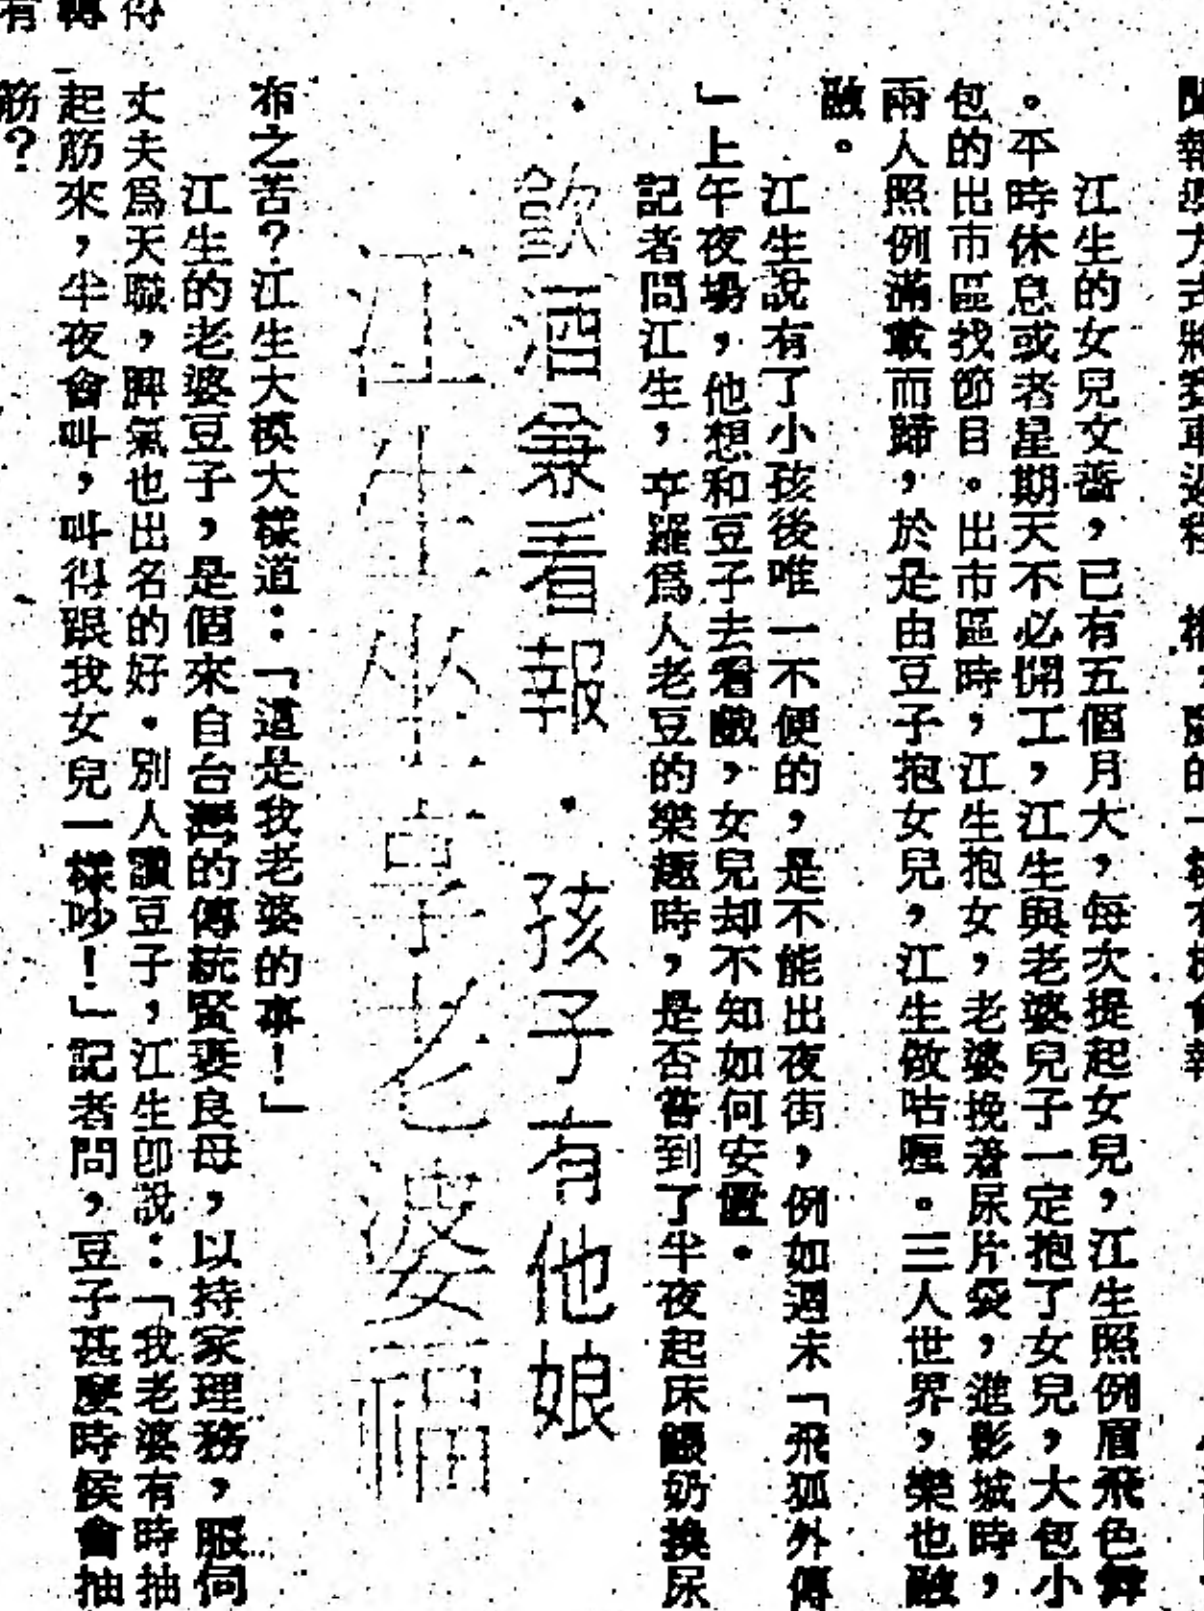 江生的女兒文薔，已有五個月大，每次提起女兒，江生照例眉飛色舞
。平時休息或者星期天不必開工，江生與老婆兒子一定抱了女兒，大包小
包的出市區找節目。出市區時，江生抱女，老婆挽著尿片袋，進影城時，
兩人照例滿載而歸，於是由豆子抱女兒，江生做咕喱。三人世界，樂也融
融。
江生說有了小孩後唯一不便的，是不能出夜街，例如週末「飛狐外傳
」上午夜場，他想和豆子去看戲，女兒却不知如何安置。
記者問江生，享羅為人老豆的樂趣時，是否嘗到了半夜起床餵奶換尿
・飲酒兼看報・孩子有他娘
江生坐享老婆福
布之苦？江生大模大樣道：「這是我老婆的事！」
江生的老婆豆子，是個來自台灣的傳統賢妻良母，以持家理務，服伺
丈夫爲天職，脾氣也出名的好。別人讚豆子，江生卽說：「我老婆有時抽
起筋來，半夜會叫，叫得跟我女兒一樣吵！」記者問，豆子甚麼時候會抽
筋？